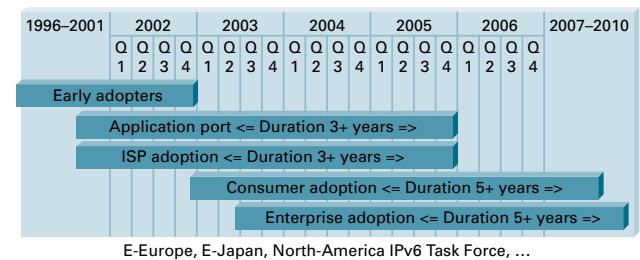 1996–2001 2002 2003 2004 2005 2006 2007–2010
Q Q Q Q Q Q Q Q Q Q Q Q Q Q Q Q Q Q Q Q
1 2 3 4 1 2 3 4 1 2 3 4 1 2 3 4 1 2 3 4
Early adopters
Application port <= Duration 3+ years =>
ISP adoption <= Duration 3+ years =>
Consumer adoption <= Duration 5+ years =>
Enterprise adoption <= Duration 5+ years =>
E-Europe, E-Japan, North-America IPv6 Task Force, …